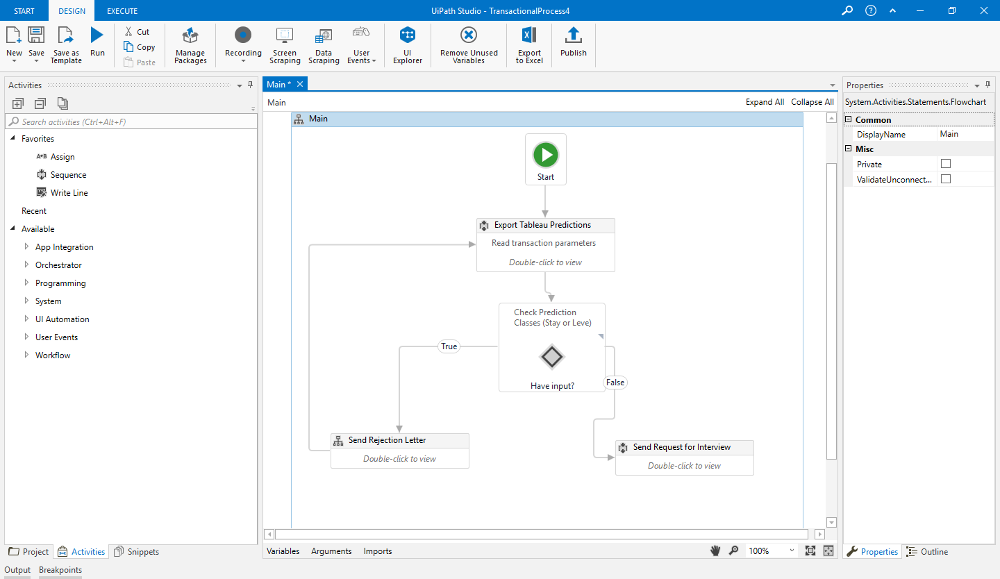 START DESIGN EXECUTE UiPath Studio - TransactionalProcess4
New
Save
Save as
Template
Run
Cut
Copy
Paste
Manage
Packages
Recording
Screen
Scraping
Data
Scraping
User
Events
UI
Explorer
Remove Unused
Variables
Export
to Excel
Publish
Activities
Search activities (Ctrl+Alt+F)
Favorites
Assign
Sequence
Write Line
Recent
Available
App Integration
Orchestrator
Programming
System
UI Automation
User Events
Workflow
Project Activities Snippets
Output Breakpoints
Main *
Main Expand All Collapse All
Main
Start
Export Tableau Predictions
Read transaction parameters
Double-click to view
Check Prediction
Classes (Stay or Leve)
True
Have input?
False
Send Rejection Letter
Double-click to view
Send Request for Interview
Double-click to view
Variables Arguments Imports 100%
Properties
System.Activities.Statements.Flowchart
Common
DisplayName Main
Misc
Private
ValidateUnconnect...
Properties Outline